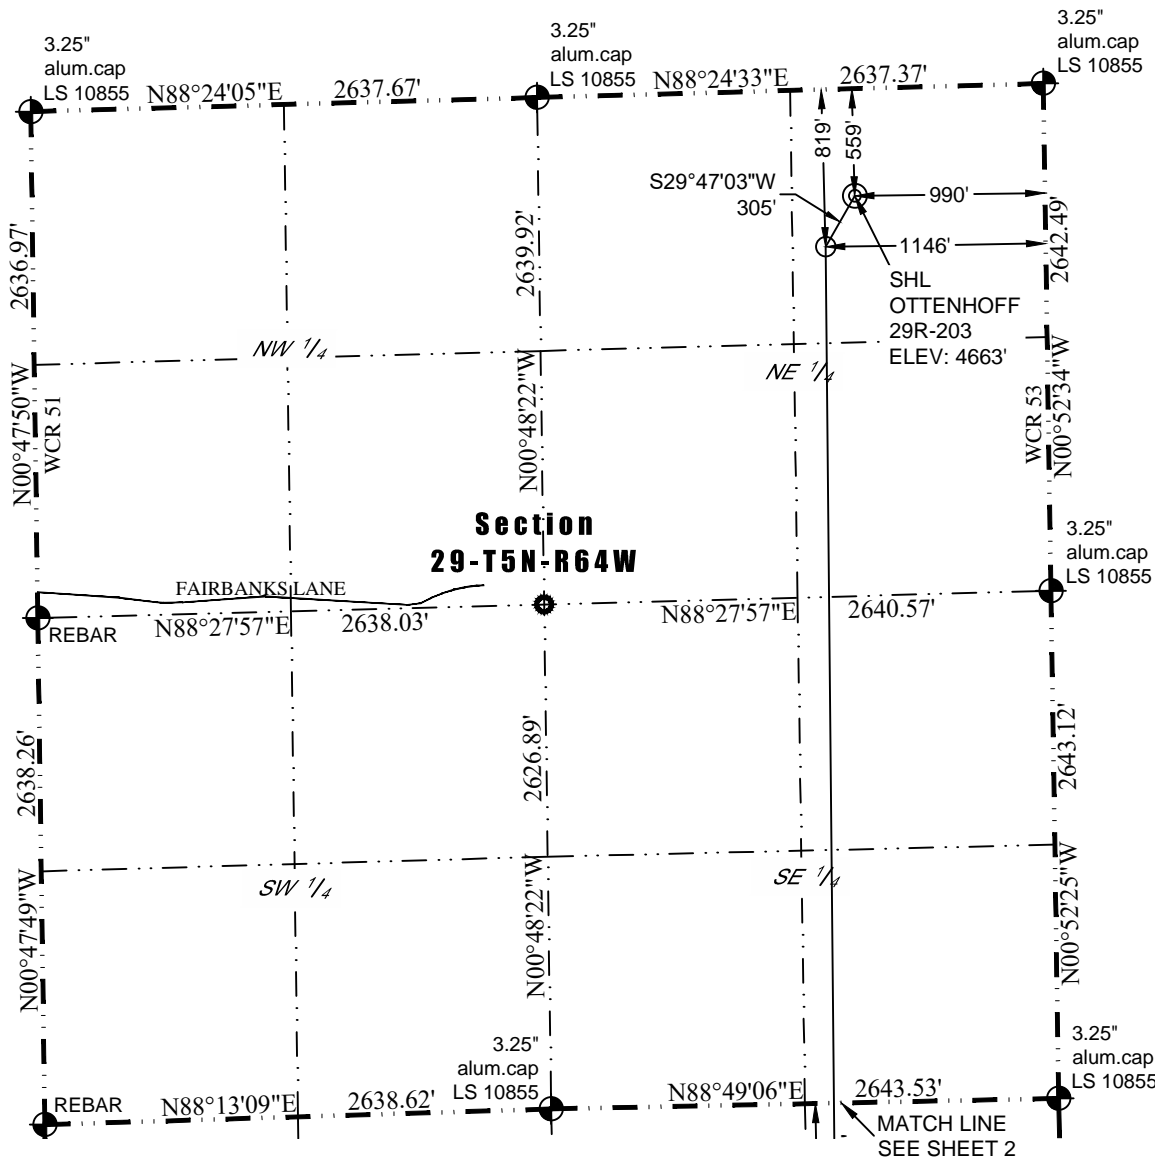 3.25"
alum.cap
LS 10855
N88°24'05"E
2637.67'
3.25"
alum.cap
LS 10855
N88°24'33"E
2637.37'
3.25"
alum.cap
LS 10855
819'
559'
S29°47'03"W
305'
990'
1146'
SHL
OTTENHOFF
29R-203
ELEV: 4663'
2636.97'
2639.92'
2642.49'
NW 1/4
NE 1/4
N00°47'50"W
WCR 51
N00°48'22"W
WCR 53
N00°52'34"W
Section
29-T5N-R64W
3.25"
alum.cap
LS 10855
FAIRBANKS LANE
REBAR
N88°27'57"E
2638.03'
N88°27'57"E
2640.57'
2638.26'
2626.89'
2643.12'
SW 1/4
SE 1/4
N00°47'49"W
N00°48'22"W
N00°52'25"W
REBAR
N88°13'09"E
2638.62'
3.25"
alum.cap
LS 10855
N88°49'06"E
2643.53'
3.25"
alum.cap
LS 10855
MATCH LINE
SEE SHEET 2